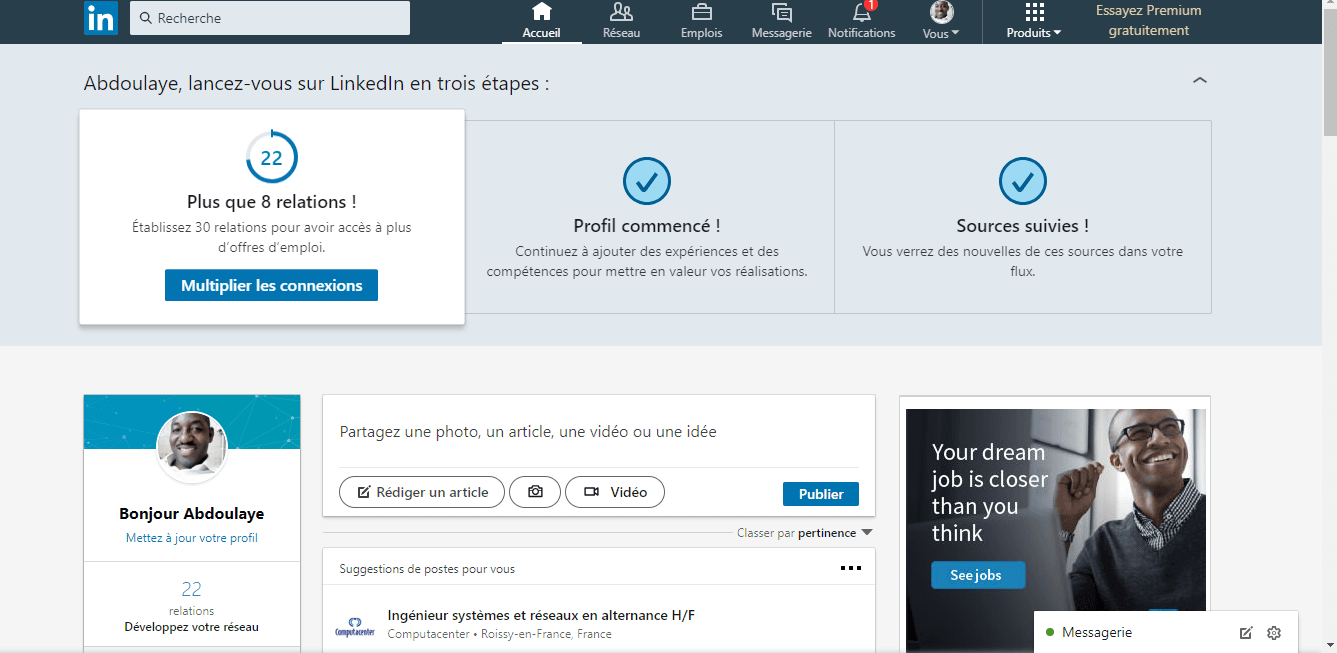 in
Recherche
Accueil
Réseau
Emplois
Messagerie
1
Notifications
Vous
Produits
Essayez Premium
gratuitement
Abdoulaye, lancez-vous sur LinkedIn en trois étapes :
22
Plus que 8 relations !
Établissez 30 relations pour avoir accès à plus
d’offres d’emploi.
Multiplier les connexions
Profil commencé !
Continuez à ajouter des expériences et des
compétences pour mettre en valeur vos réalisations.
Sources suivies !
Vous verrez des nouvelles de ces sources dans votre
flux.
Bonjour Abdoulaye
Mettez à jour votre profil
22
relations
Développez votre réseau
Partagez une photo, un article, une vidéo ou une idée
Rédiger un article
Vidéo
Publier
Classer par pertinence
Suggestions de postes pour vous
Computacenter
Ingénieur systèmes et réseaux en alternance H/F
Computacenter • Roissy-en-France, France
Your dream
job is closer
than you
think
See jobs
Messagerie